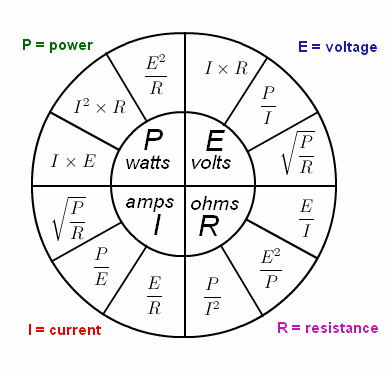 P = power
E = voltage
E²/R
I × R
I² × R
P/I
I × E
√(P/R)
P
watts
E
volts
amps
I
ohms
R
√(P/R)
E/I
P/E
E²/P
E/R
P/I²
I = current
R = resistance